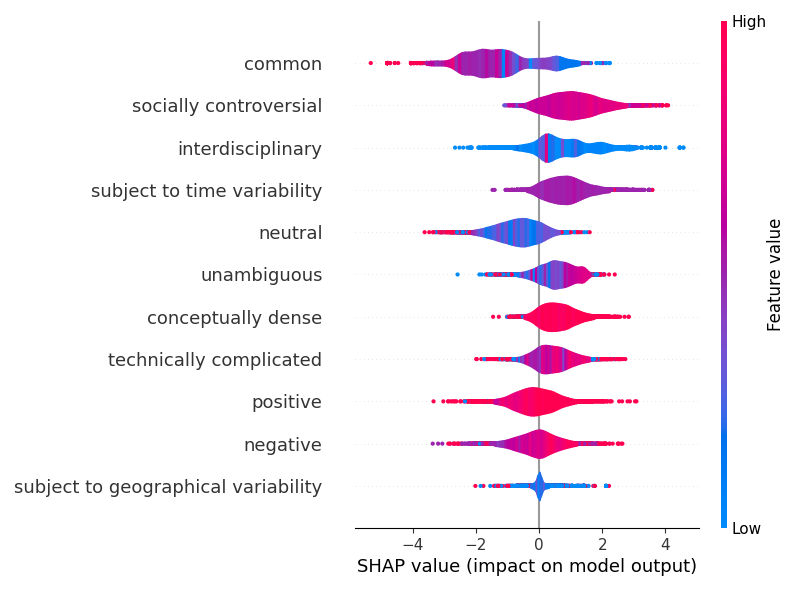 High
common
socially controversial
interdisciplinary
subject to time variability
neutral
unambiguous
conceptually dense
technically complicated
positive
negative
subject to geographical variability
Feature value
Low
−4 −2 0 2 4
SHAP value (impact on model output)